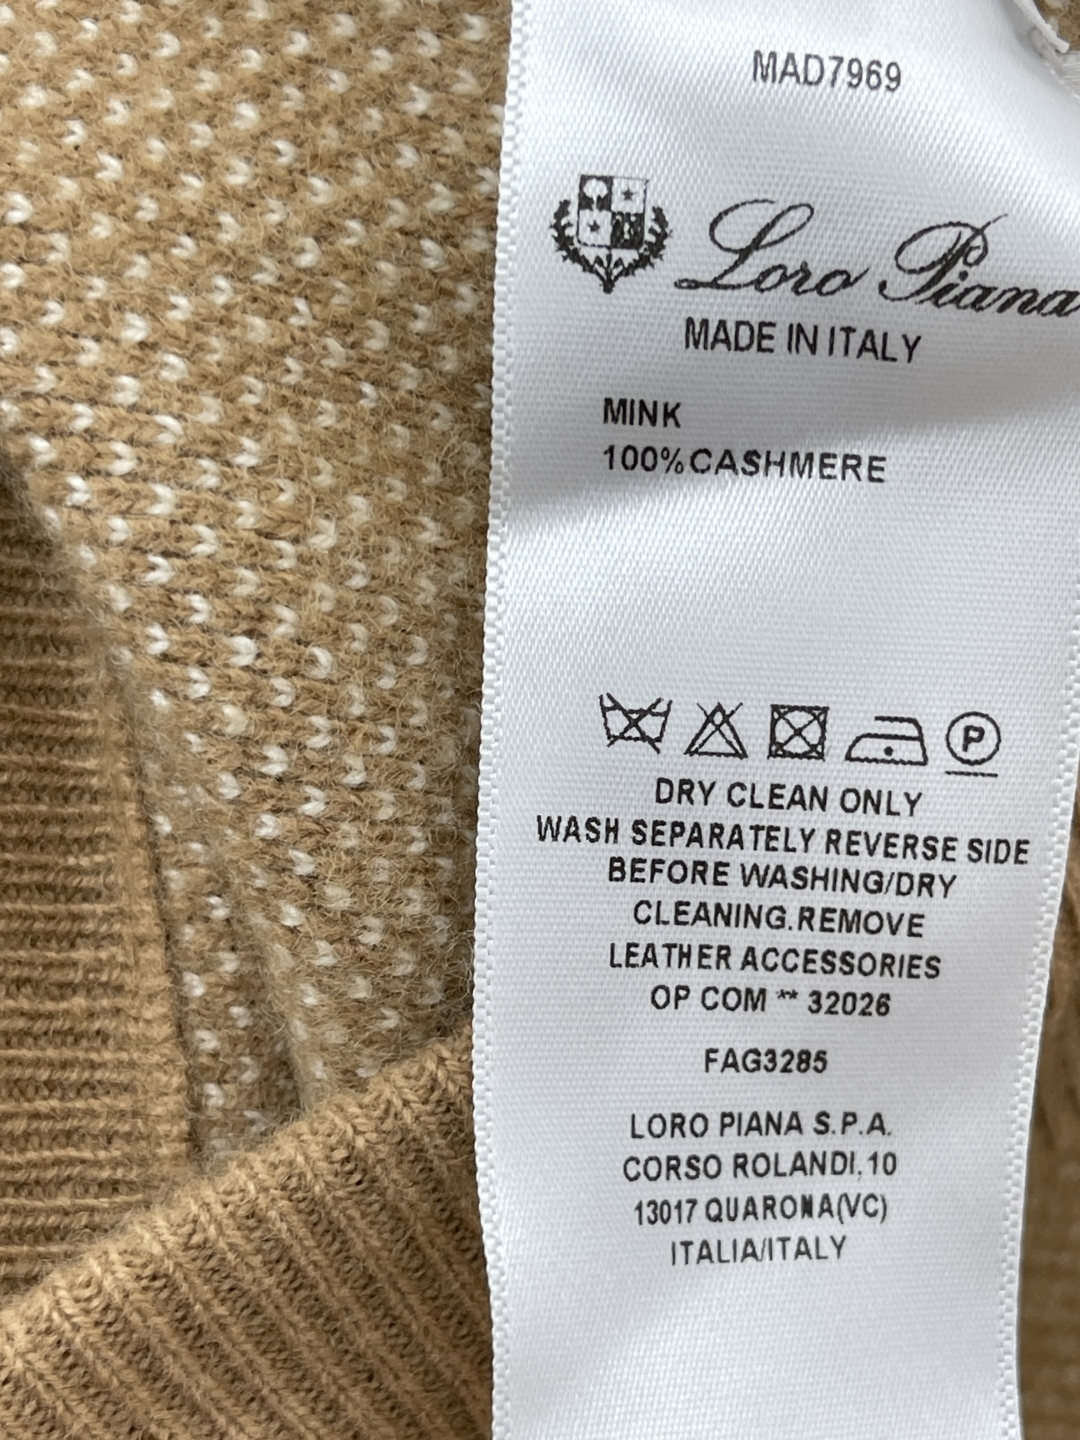 MAD7969
Loro Piana
MADE IN ITALY
MINK
100%CASHMERE
P
DRY CLEAN ONLY
WASH SEPARATELY REVERSE SIDE
BEFORE WASHING/DRY
CLEANING.REMOVE
LEATHER ACCESSORIES
OP COM ** 32026
FAG3285
LORO PIANA S.P.A.
CORSO ROLANDI, 10
13017 QUARONA(VC)
ITALIA/ITALY